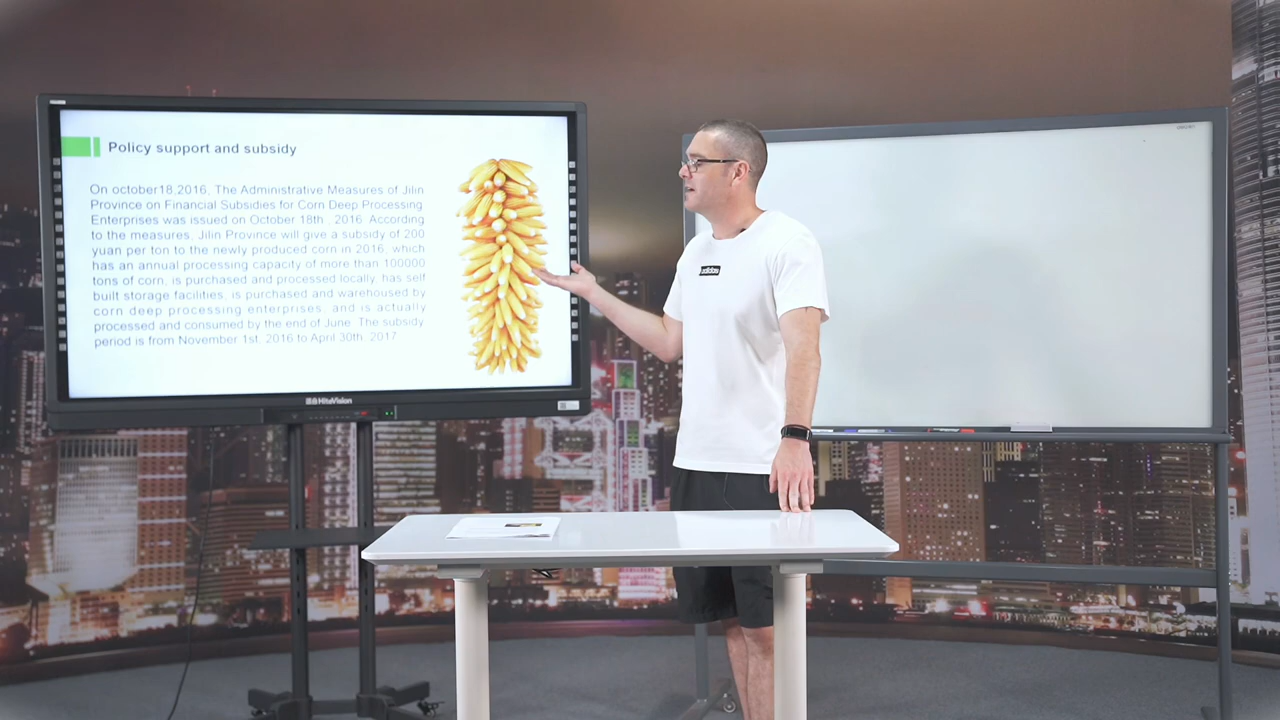 Policy support and subsidy
On october18,2016, The Administrative Measures of Jilin
Province on Financial Subsidies for Corn Deep Processing
Enterprises was issued on October 18th , 2016. According
to the measures, Jilin Province will give a subsidy of 200
yuan per ton to the newly produced corn in 2016, which
has an annual processing capacity of more than 100000
tons of corn, is purchased and processed locally, has self
built storage facilities, is purchased and warehoused by
corn deep processing enterprises, and is actually
processed and consumed by the end of June. The subsidy
period is from November 1st, 2016 to April 30th, 2017
HiteVision
adidas